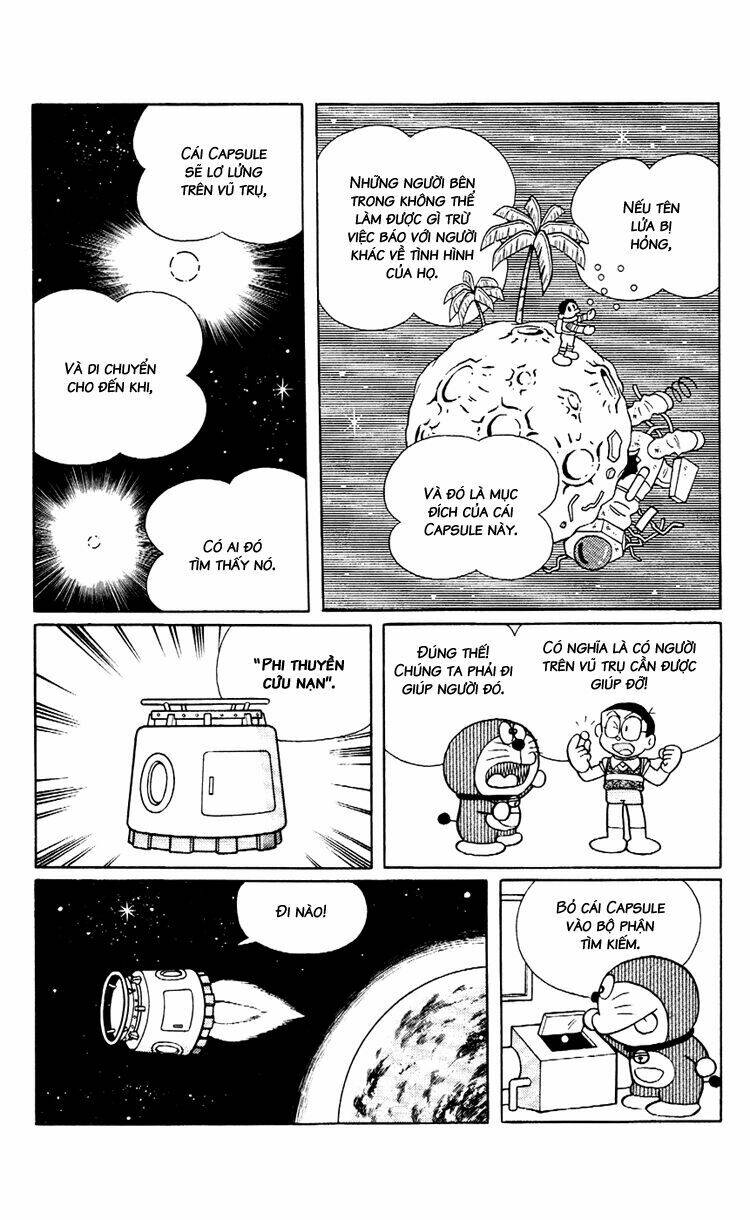 NẾU TÊN
LỬA BỊ
HỎNG,
NHỮNG NGƯỜI BÊN
TRONG KHÔNG THỂ
LÀM ĐƯỢC GÌ TRỪ
VIỆC BÁO VỚI NGƯỜI
KHÁC VỀ TÌNH HÌNH
CỦA HỌ.
VÀ ĐÓ LÀ MỤC
ĐÍCH CỦA CÁI
CAPSULE NÀY.
CÁI CAPSULE
SẼ LƠ LỬNG
TRÊN VŨ TRỤ,
VÀ DI CHUYỂN
CHO ĐẾN KHI,
CÓ AI ĐÓ
TÌM THẤY NÓ.
CÓ NGHĨA LÀ CÓ NGƯỜI
TRÊN VŨ TRỤ CẦN ĐƯỢC
GIÚP ĐỠ!
ĐÚNG THẾ!
CHÚNG TA PHẢI ĐI
GIÚP NGƯỜI ĐÓ.
“PHI THUYỀN
CỨU NẠN”.
BỎ CÁI CAPSULE
VÀO BỘ PHẬN
TÌM KIẾM.
ĐI NÀO!